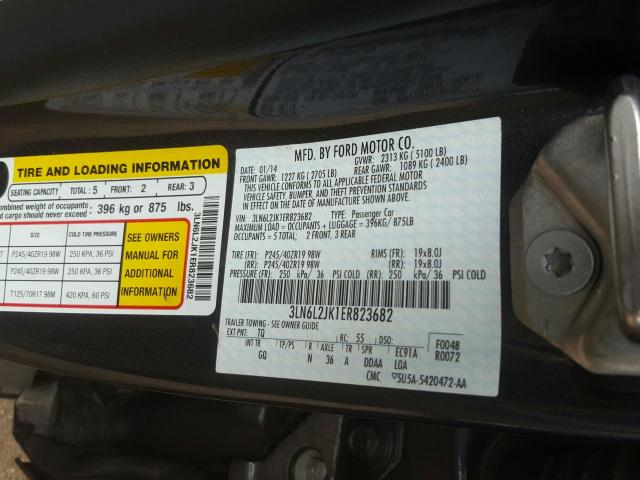 TIRE AND LOADING INFORMATION
SEATING CAPACITY TOTAL: 5 FRONT: 2 REAR: 3
ombined weight of occupants
d cargo should never exceed: 396 kg or 875 lbs.
SIZE COLD TIRE PRESSURE
P245/40ZR19 98W 250 KPA, 36 PSI
P245/40ZR19 98W 250 KPA, 36 PSI
T125/70R17 98M 420 KPA, 60 PSI
SEE OWNERS
MANUAL FOR
ADDITIONAL
INFORMATION
3LN6L2JK1ER823682
MFD. BY FORD MOTOR CO.
DATE: 01/14 GVWR: 2313 KG ( 5100 LB)
FRONT GAWR: 1227 KG ( 2705 LB) REAR GAWR: 1089 KG ( 2400 LB)
THIS VEHICLE CONFORMS TO ALL APPLICABLE FEDERAL MOTOR
VEHICLE SAFETY, BUMPER, AND THEFT PREVENTION STANDARDS
IN EFFECT ON THE DATE OF MANUFACTURE SHOWN ABOVE.
VIN: 3LN6L2JK1ER823682 TYPE: Passenger Car
MAXIMUM LOAD = OCCUPANTS + LUGGAGE = 396KG/ 875LB
OCCUPANTS = 5 TOTAL: 2 FRONT, 3 REAR
TIRE (FR): P245/40ZR19 98W RIMS (FR): 19x8.0J
TIRE (RR): P245/40ZR19 98W RIMS (RR): 19x8.0J
PRESSURE (FR): 250 kPa/ 36 PSI/COLD (RR): 250 kPa/ 36 PSI/COLD
3LN6L2JK1ER823682
TRAILER TOWING- SEE OWNER GUIDE
EXT PNT: TQ RC: 55 DSO: F0048
INT TR TP/PS R AXLE TR SPR EC91A R0072
GQ N 36 A DDAA LOA
CMC ▽5U5A-5420472-AA